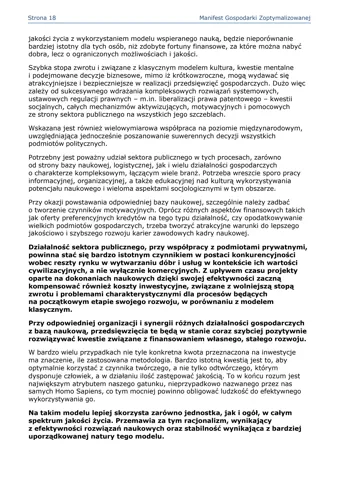 Strona 18 Manifest Gospodarki Zoptymalizowanej
jakości życia z wykorzystaniem modelu wspieranego nauką, będzie nieporównanie
bardziej istotny dla tych osób, niż zdobyte fortuny finansowe, za które można nabyć
dobra, lecz o ograniczonych możliwościach i jakości.
Szybka stopa zwrotu i związane z klasycznym modelem kultura, kwestie mentalne
i podejmowane decyzje biznesowe, mimo iż krótkowzroczne, mogą wydawać się
atrakcyjniejsze i bezpieczniejsze w realizacji przedsięwzięć gospodarczych. Dużo więc
zależy od sukcesywnego wdrażania kompleksowych rozwiązań systemowych,
ustawowych regulacji prawnych – m.in. liberalizacji prawa patentowego – kwestii
socjalnych, całych mechanizmów aktywizujących, motywacyjnych i pomocowych
ze strony sektora publicznego na wszystkich jego szczeblach.
Wskazana jest również wielowymiarowa współpraca na poziomie międzynarodowym,
uwzględniająca jednocześnie poszanowanie suwerennych decyzji wszystkich
podmiotów politycznych.
Potrzebny jest poważny udział sektora publicznego w tych procesach, zarówno
od strony bazy naukowej, logistycznej, jak i wielu działalności gospodarczych
o charakterze kompleksowym, łączącym wiele branż. Potrzeba wreszcie sporo pracy
informacyjnej, organizacyjnej, a także edukacyjnej nad kulturą wykorzystywania
potencjału naukowego i wieloma aspektami socjologicznymi w tym obszarze.
Przy okazji powstawania odpowiedniej bazy naukowej, szczególnie należy zadbać
o tworzenie czynników motywacyjnych. Oprócz różnych aspektów finansowych takich
jak oferty preferencyjnych kredytów na tego typu działalność, czy opodatkowywanie
wielkich podmiotów gospodarczych, trzeba tworzyć atrakcyjne warunki do lepszego
jakościowo i szybszego rozwoju karier zawodowych kadry naukowej.
Działalność sektora publicznego, przy współpracy z podmiotami prywatnymi,
powinna stać się bardzo istotnym czynnikiem w postaci konkurencyjności
wobec reszty rynku w wytwarzaniu dóbr i usług w kontekście ich wartości
cywilizacyjnych, a nie wyłącznie komercyjnych. Z upływem czasu projekty
oparte na dokonaniach naukowych dzięki swojej efektywności zaczną
kompensować również koszty inwestycyjne, związane z wolniejszą stopą
zwrotu i problemami charakterystycznymi dla procesów będących
na początkowym etapie swojego rozwoju, w porównaniu z modelem
klasycznym.
Przy odpowiedniej organizacji i synergii różnych działalności gospodarczych
z bazą naukową, przedsięwzięcia te będą w stanie coraz szybciej pozytywnie
rozwiązywać kwestie związane z finansowaniem własnego, stałego rozwoju.
W bardzo wielu przypadkach nie tyle konkretna kwota przeznaczona na inwestycje
ma znaczenie, ile zastosowana metodologia. Bardzo istotną kwestią jest to, aby
optymalnie korzystać z czynnika twórczego, a nie tylko odtwórczego, którym
dysponuje człowiek, a w działaniu ilość zastępować jakością. To w końcu rozum jest
największym atrybutem naszego gatunku, nieprzypadkowo nazwanego przez nas
samych Homo Sapiens, co tym mocniej powinno obligować ludzkość do efektywnego
wykorzystywania go.
Na takim modelu lepiej skorzysta zarówno jednostka, jak i ogół, w całym
spektrum jakości życia. Przemawia za tym racjonalizm, wynikający
z efektywności rozwiązań naukowych oraz stabilność wynikająca z bardziej
uporządkowanej natury tego modelu.